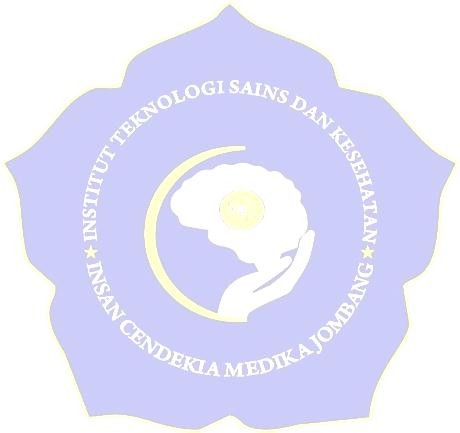 INSTITUT TEKNOLOGI SAINS DAN KESEHATAN
INSAN CENDEKIA MEDIKA JOMBANG